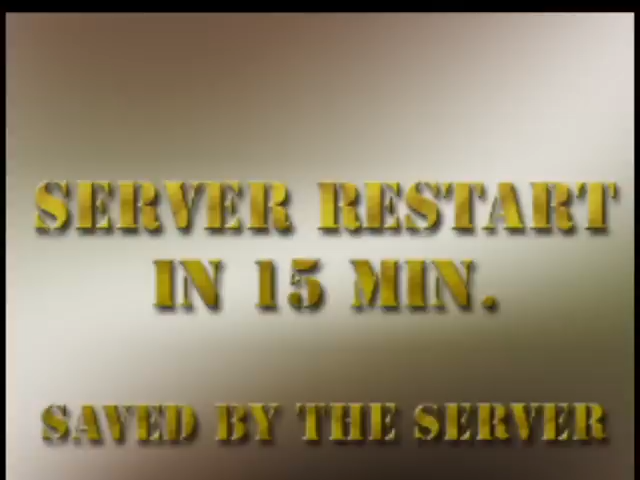 SERVER RESTART
IN 15 MIN.
SAVED BY THE SERVER